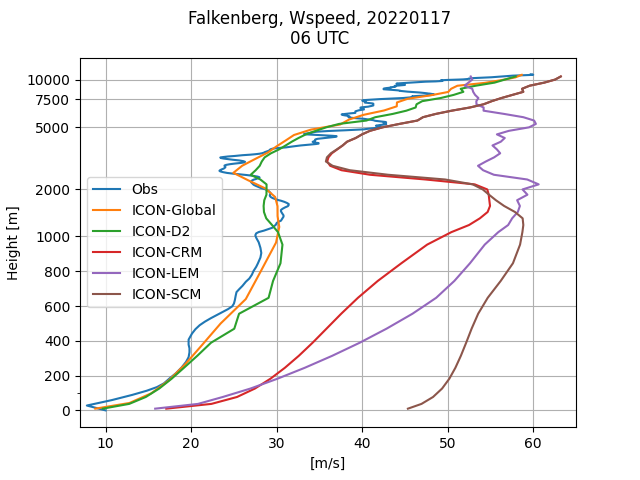 Falkenberg, Wspeed, 20220117
06 UTC
10000
7500
5000
2000
1000
800
600
400
200
0
Height [m]
Obs
ICON-Global
ICON-D2
ICON-CRM
ICON-LEM
ICON-SCM
10 20 30 40 50 60
[m/s]